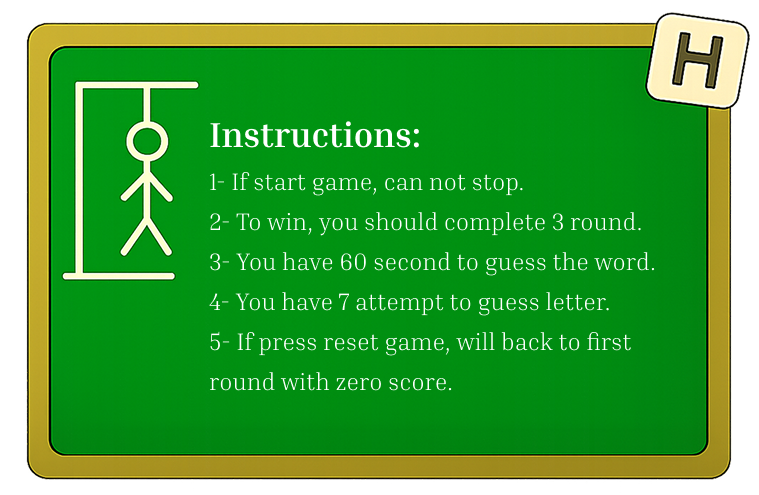 H
Instructions:
1- If start game, can not stop.
2- To win, you should complete 3 round.
3- You have 60 second to guess the word.
4- You have 7 attempt to guess letter.
5- If press reset game, will back to first
round with zero score.